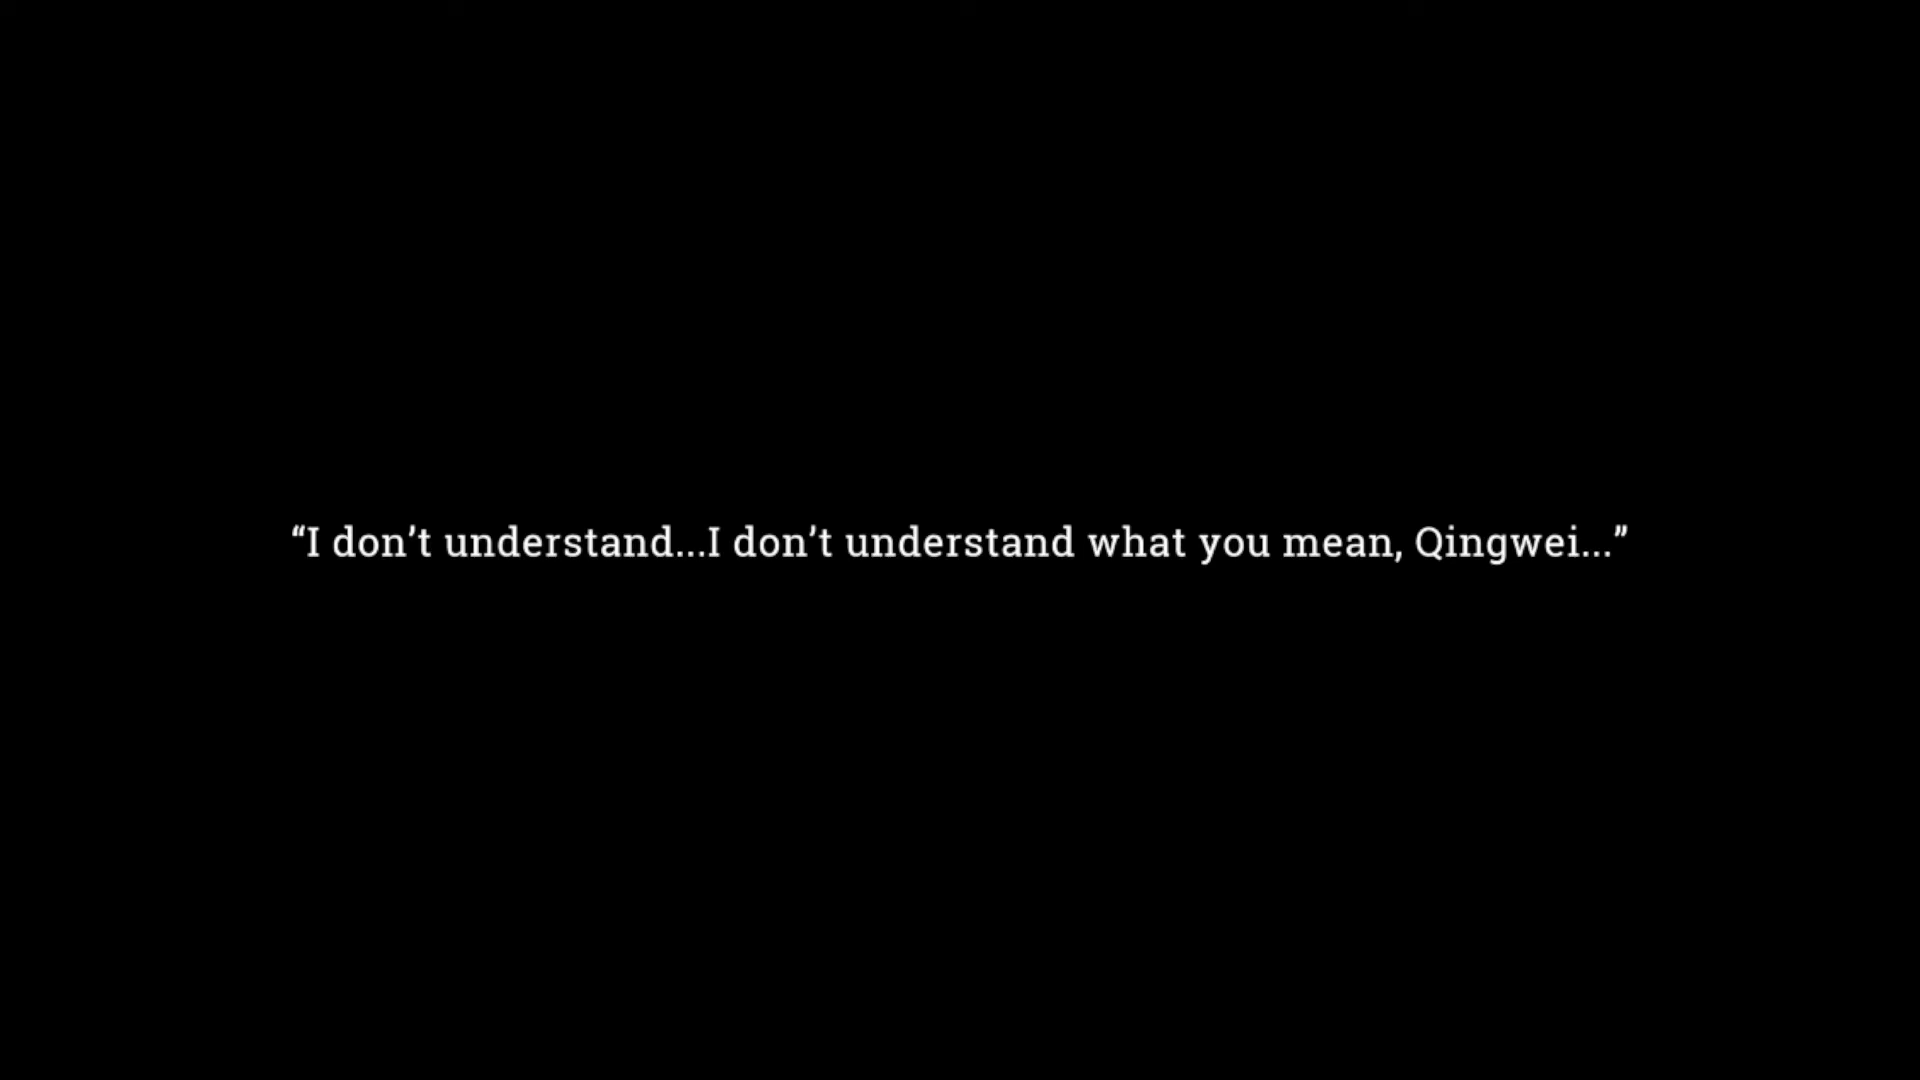 “I don’t understand...I don’t understand what you mean, Qingwei...”